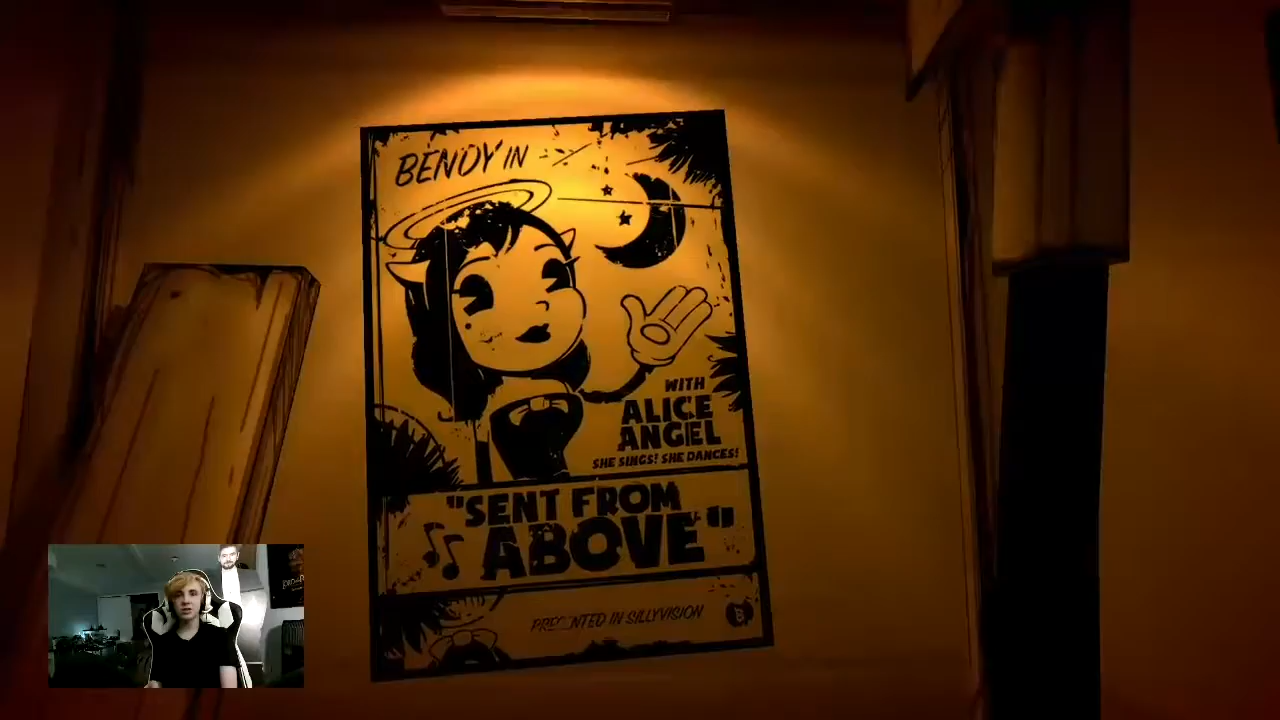 BENDY IN
WITH
ALICE
ANGEL
SHE SINGS! SHE DANCES!
"SENT FROM
ABOVE"
PRESENTED IN SILLYVISION
B